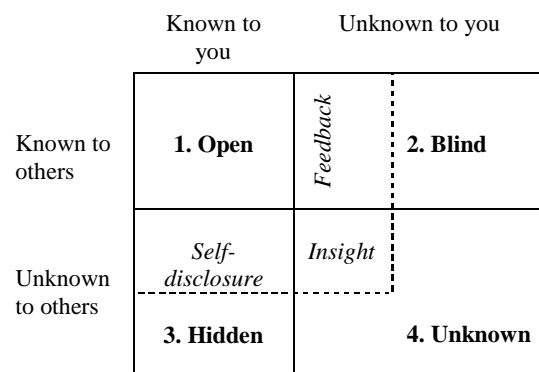 Known to
you
Unknown to you
Known to
others
1. Open
Feedback
2. Blind
Unknown
to others
Self-
disclosure
Insight
3. Hidden
4. Unknown